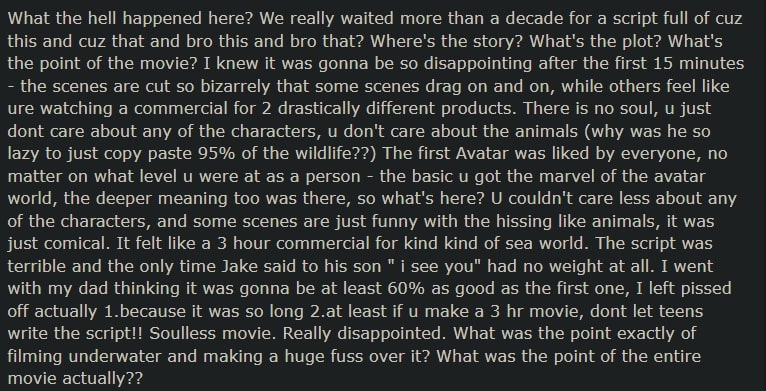 What the hell happened here? We really waited more than a decade for a script full of cuz
this and cuz that and bro this and bro that? Where's the story? What's the plot? What's
the point of the movie? I knew it was gonna be so disappointing after the first 15 minutes
- the scenes are cut so bizarrely that some scenes drag on and on, while others feel like
ure watching a commercial for 2 drastically different products. There is no soul, u just
dont care about any of the characters, u don't care about the animals (why was he so
lazy to just copy paste 95% of the wildlife??) The first Avatar was liked by everyone, no
matter on what level u were at as a person - the basic u got the marvel of the avatar
world, the deeper meaning too was there, so what's here? U couldn't care less about any
of the characters, and some scenes are just funny with the hissing like animals, it was
just comical. It felt like a 3 hour commercial for kind kind of sea world. The script was
terrible and the only time Jake said to his son " i see you" had no weight at all. I went
with my dad thinking it was gonna be at least 60% as good as the first one, I left pissed
off actually 1.because it was so long 2.at least if u make a 3 hr movie, dont let teens
write the script!! Soulless movie. Really disappointed. What was the point exactly of
filming underwater and making a huge fuss over it? What was the point of the entire
movie actually??